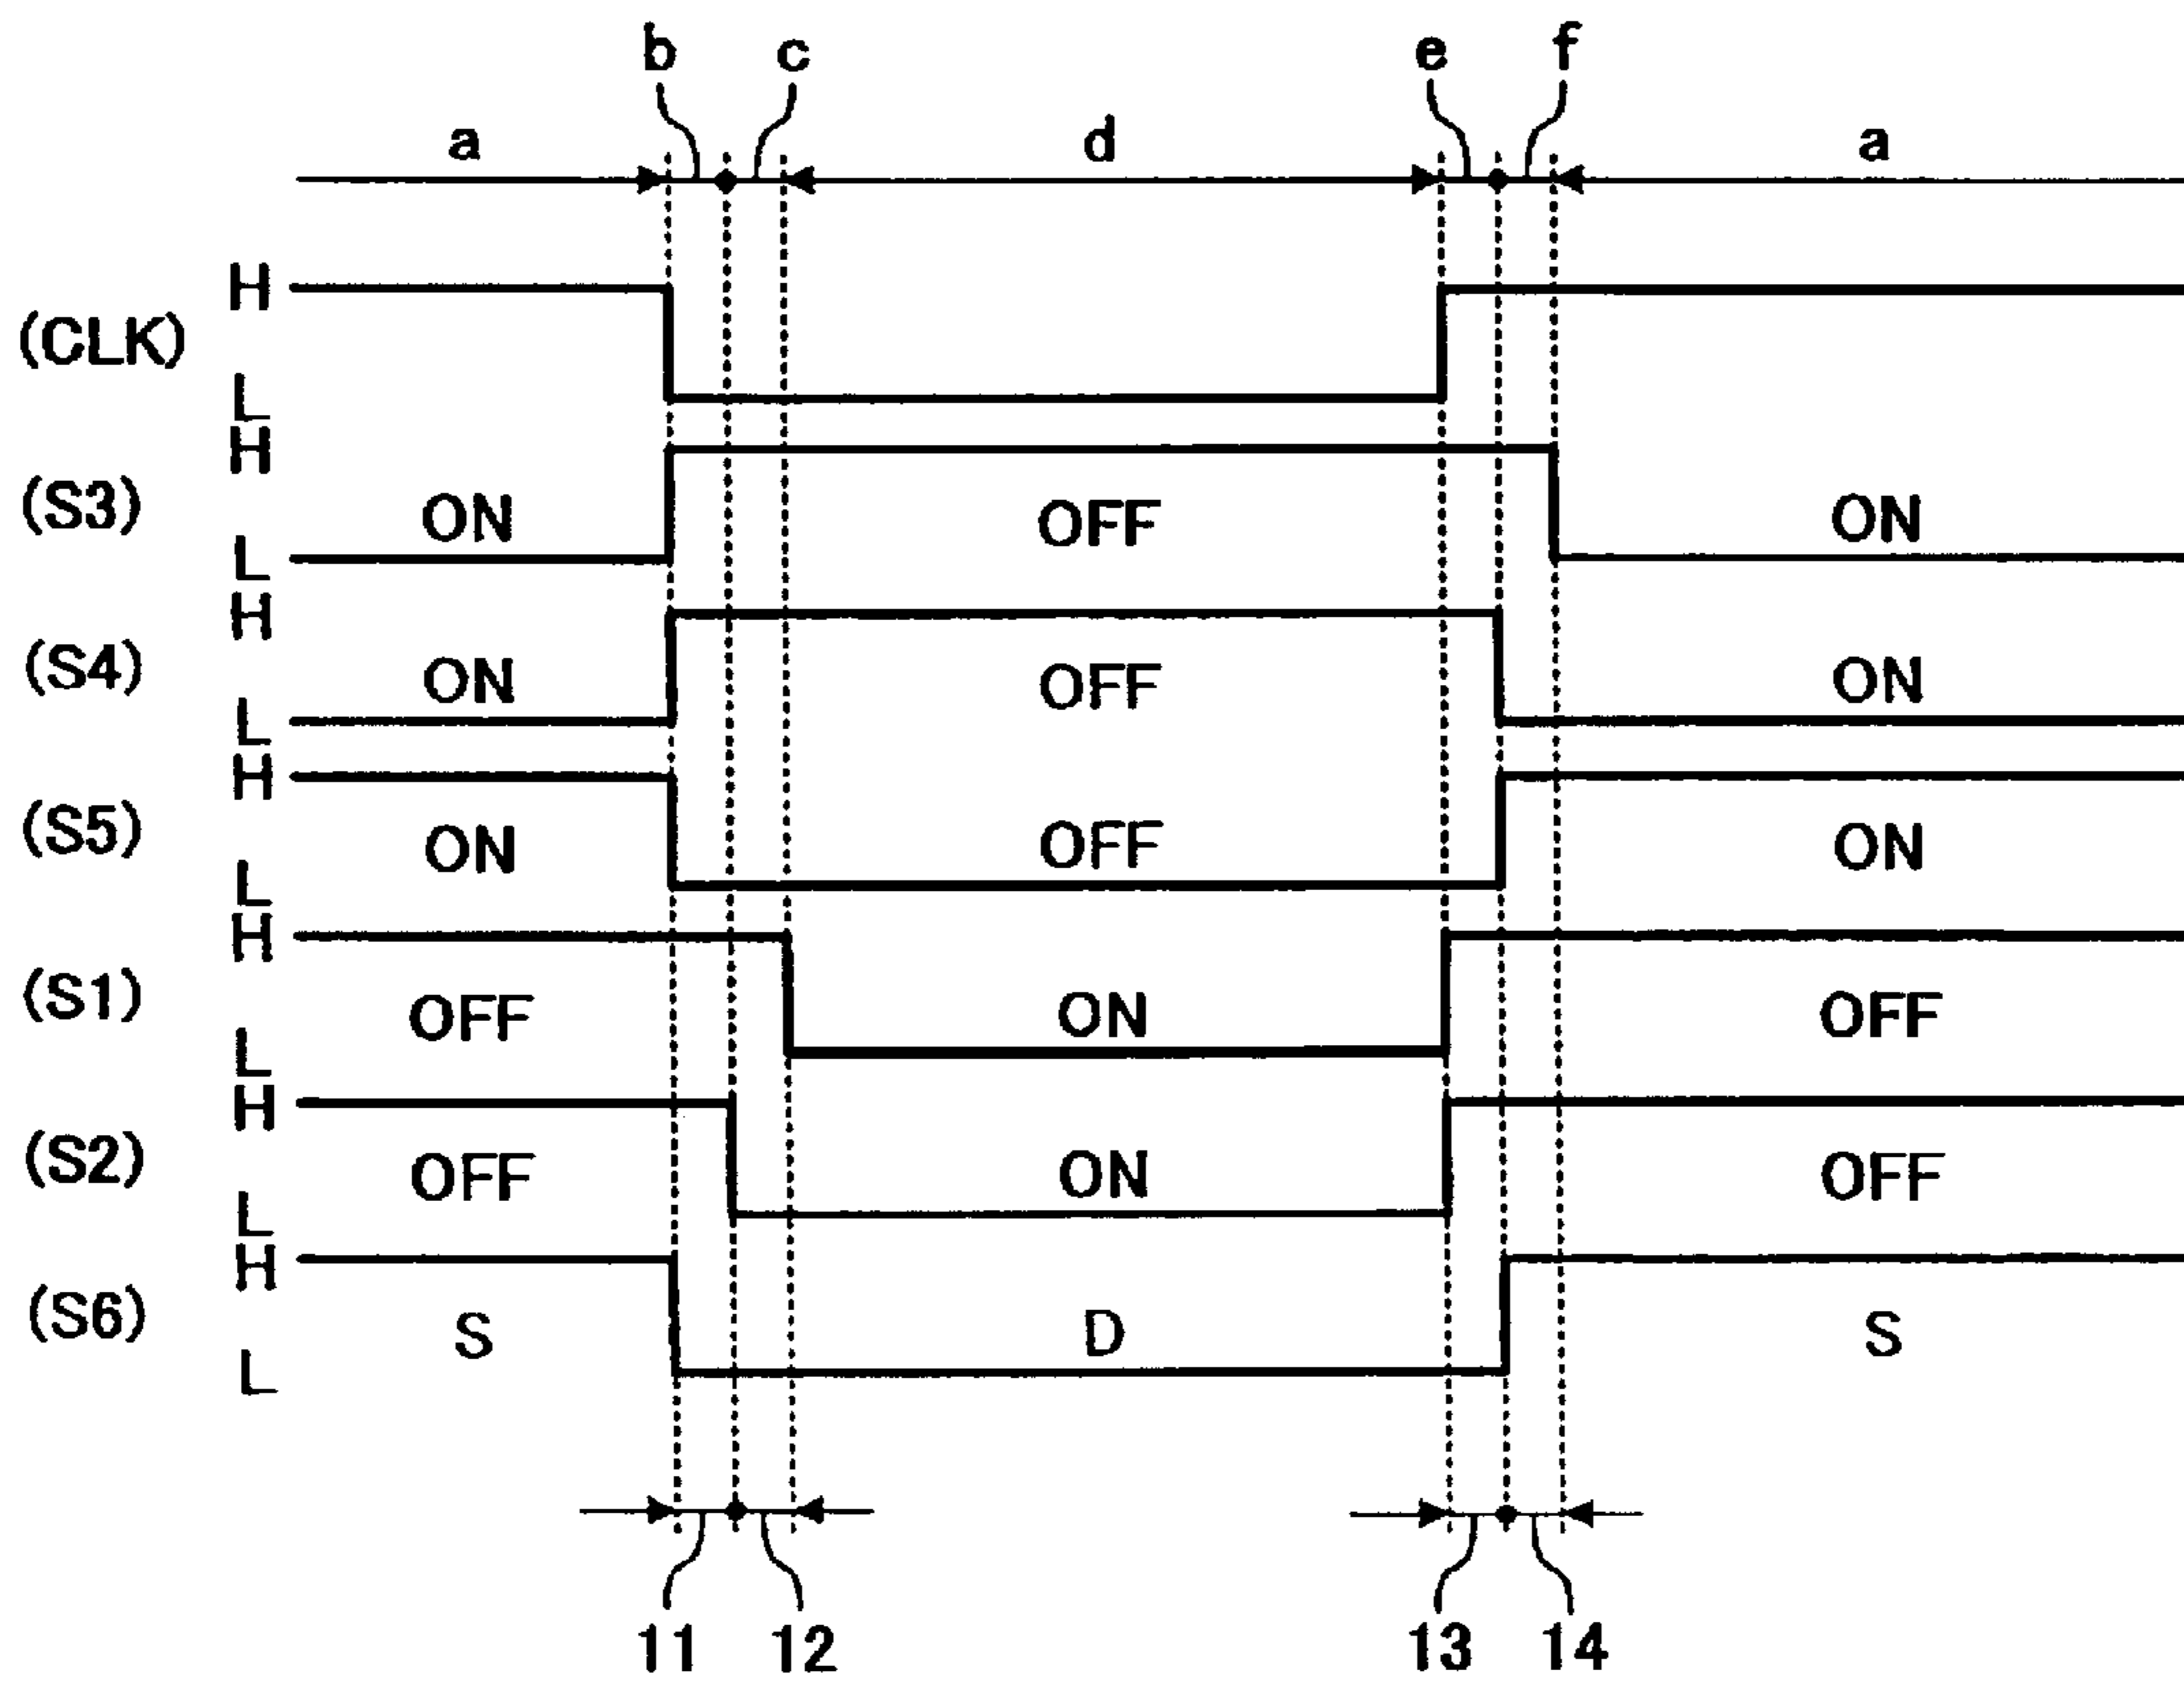 b c e f
a d a
(CLK) H L
(S3) H L ON OFF ON
(S4) H L ON OFF ON
(S5) H L ON OFF ON
(S1) H L OFF ON OFF
(S2) H L OFF ON OFF
(S6) H L S D S
11 12 13 14